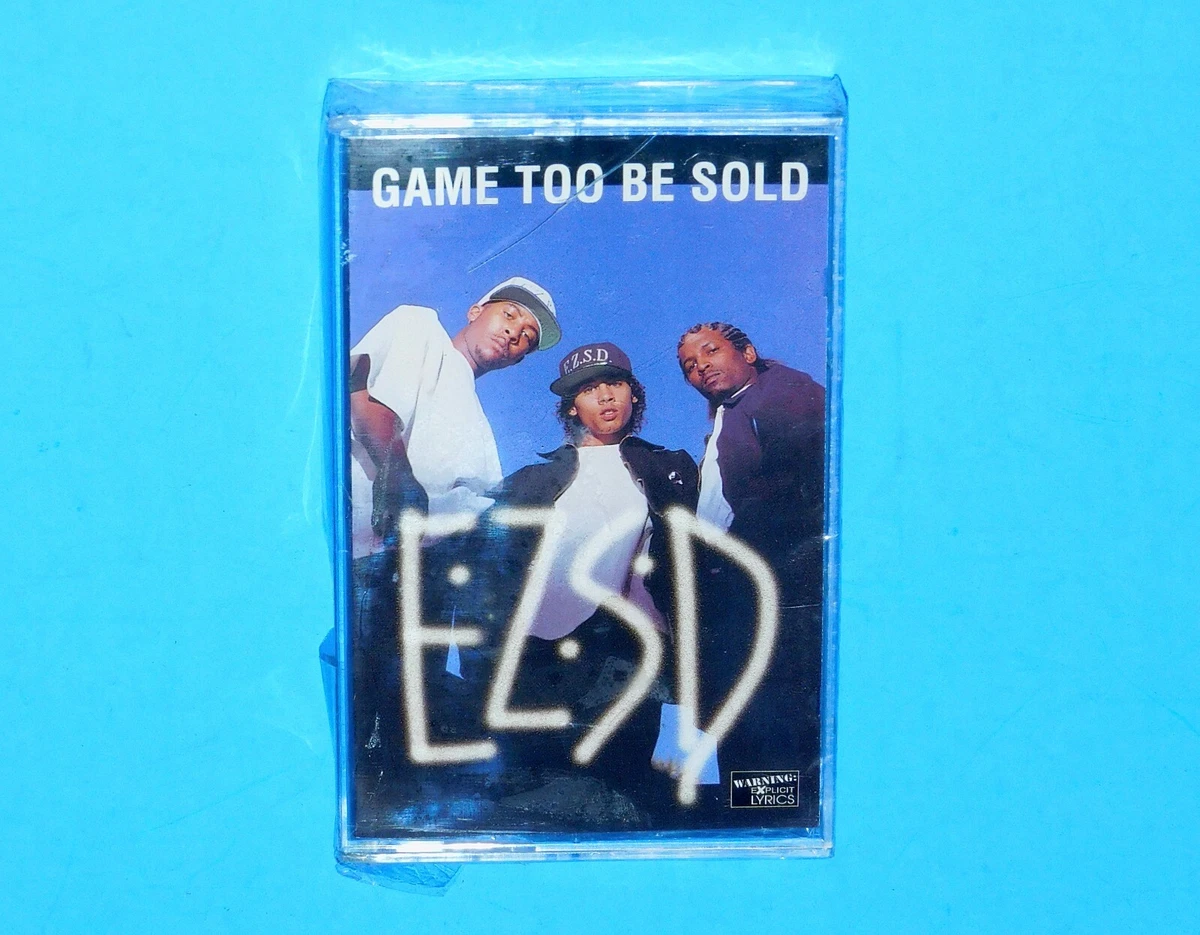 GAME TOO BE SOLD
E.Z.S.D.
E.Z.S.D
WARNING:
EXPLICIT
LYRICS